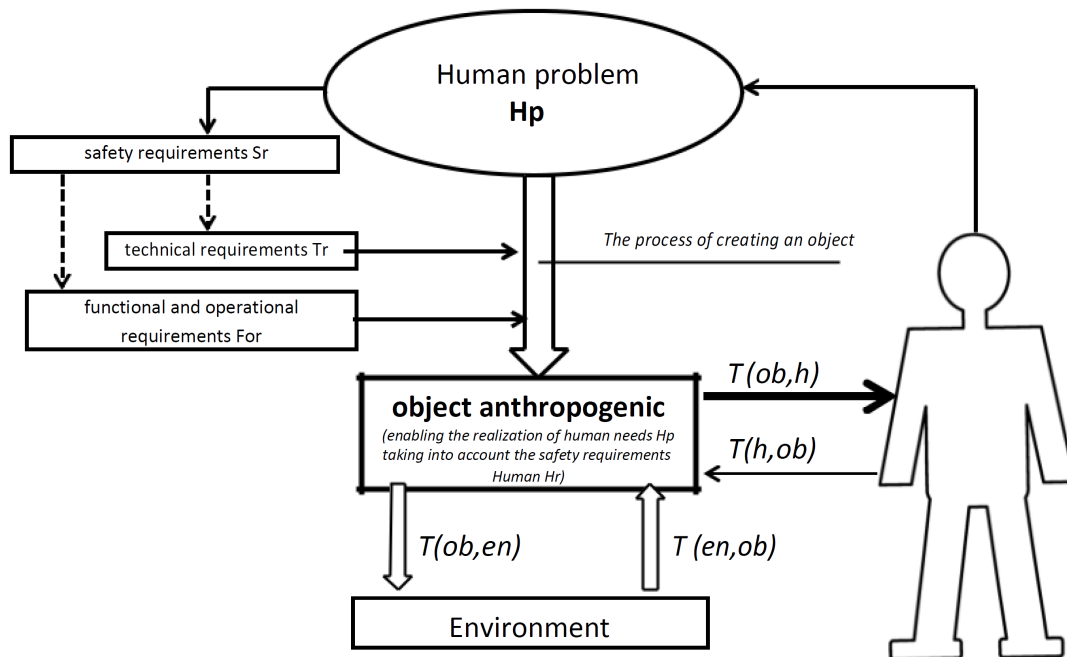 Human problem
Hp
safety requirements Sr
technical requirements Tr
The process of creating an object
functional and operational
requirements For
object anthropogenic
(enabling the realization of human needs Hp
taking into account the safety requirements
Human Hr)
T(ob,h)
T(h,ob)
T(ob,en)
T (en,ob)
Environment